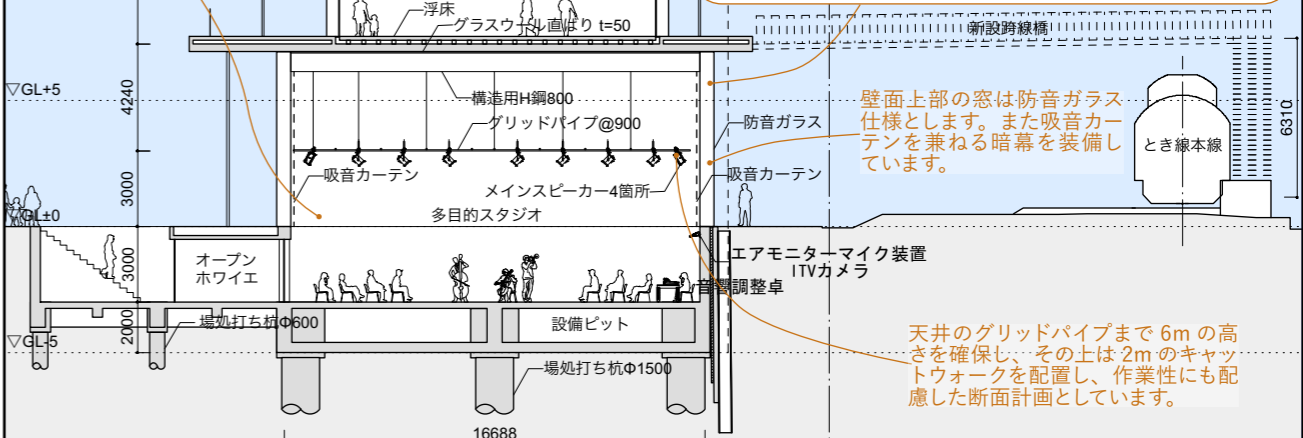 浮床
グラスウール直ばり t=50
新設跨線橋
▽GL+5
4240
構造用H鋼800
グリッドパイプ@900
防音ガラス
壁面上部の窓は防音ガラス
仕様とします。また吸音カー
テンを兼ねる暗幕を装備し
ています。
6310
とき線本線
3000
吸音カーテン
メインスピーカー4箇所
吸音カーテン
▽GL±0
多目的スタジオ
3000
オープン
ホワイエ
エアモニターマイク装置
ITVカメラ
音響調整卓
2000
場処打ち杭Φ600
設備ピット
▽GL-5
天井のグリッドパイプまで 6m の高
さを確保し、その上は 2m のキャッ
トウォークを配置し、作業性にも配
慮した断面計画としています。
場処打ち杭Φ1500
16688